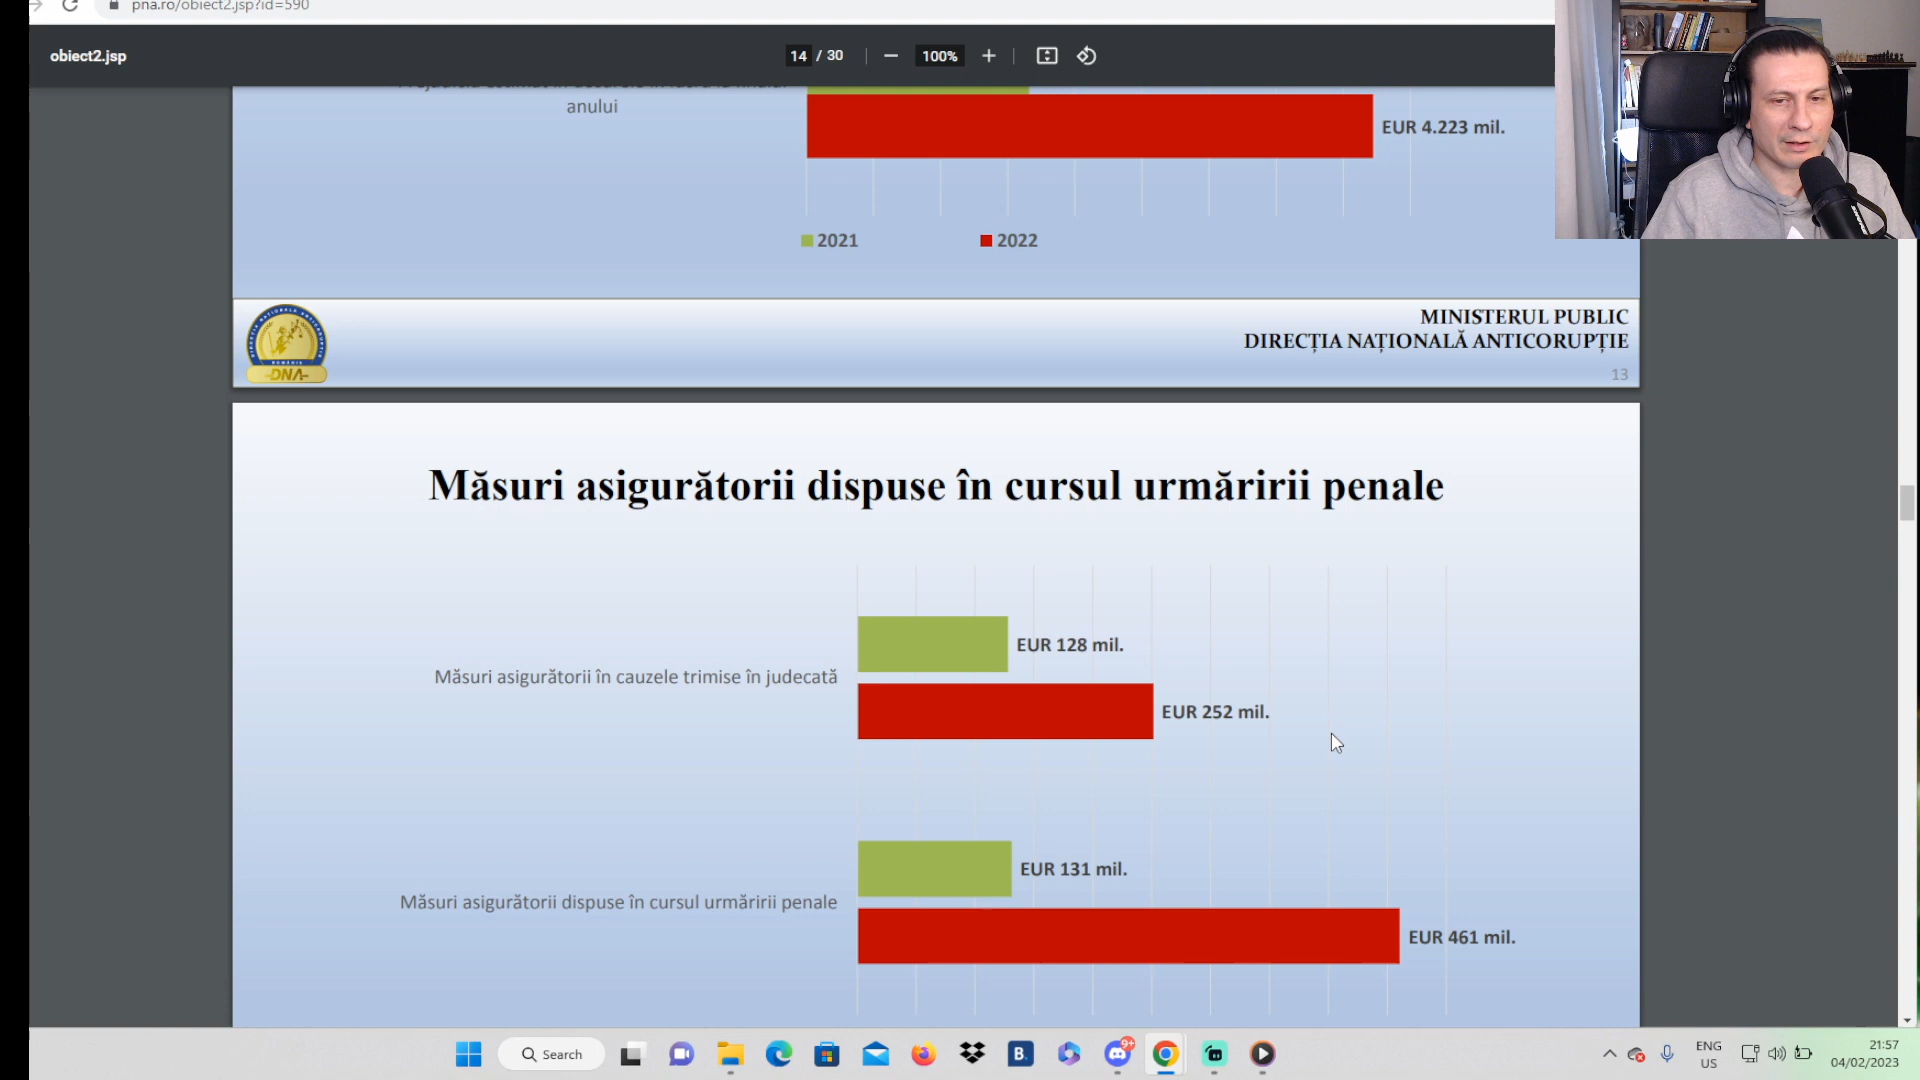 pna.ro/obiect2.jsp?id=590
obiect2.jsp
14 / 30
100%
anului
EUR 4.223 mil.
2021
2022
MINISTERUL PUBLIC
DIRECȚIA NAȚIONALĂ ANTICORUPȚIE
DNA
13
Măsuri asigurătorii dispuse în cursul urmăririi penale
EUR 128 mil.
Măsuri asigurătorii în cauzele trimise în judecată
EUR 252 mil.
EUR 131 mil.
Măsuri asigurătorii dispuse în cursul urmăririi penale
EUR 461 mil.
Search
B.
9+
ENG
US
21:57
04/02/2023